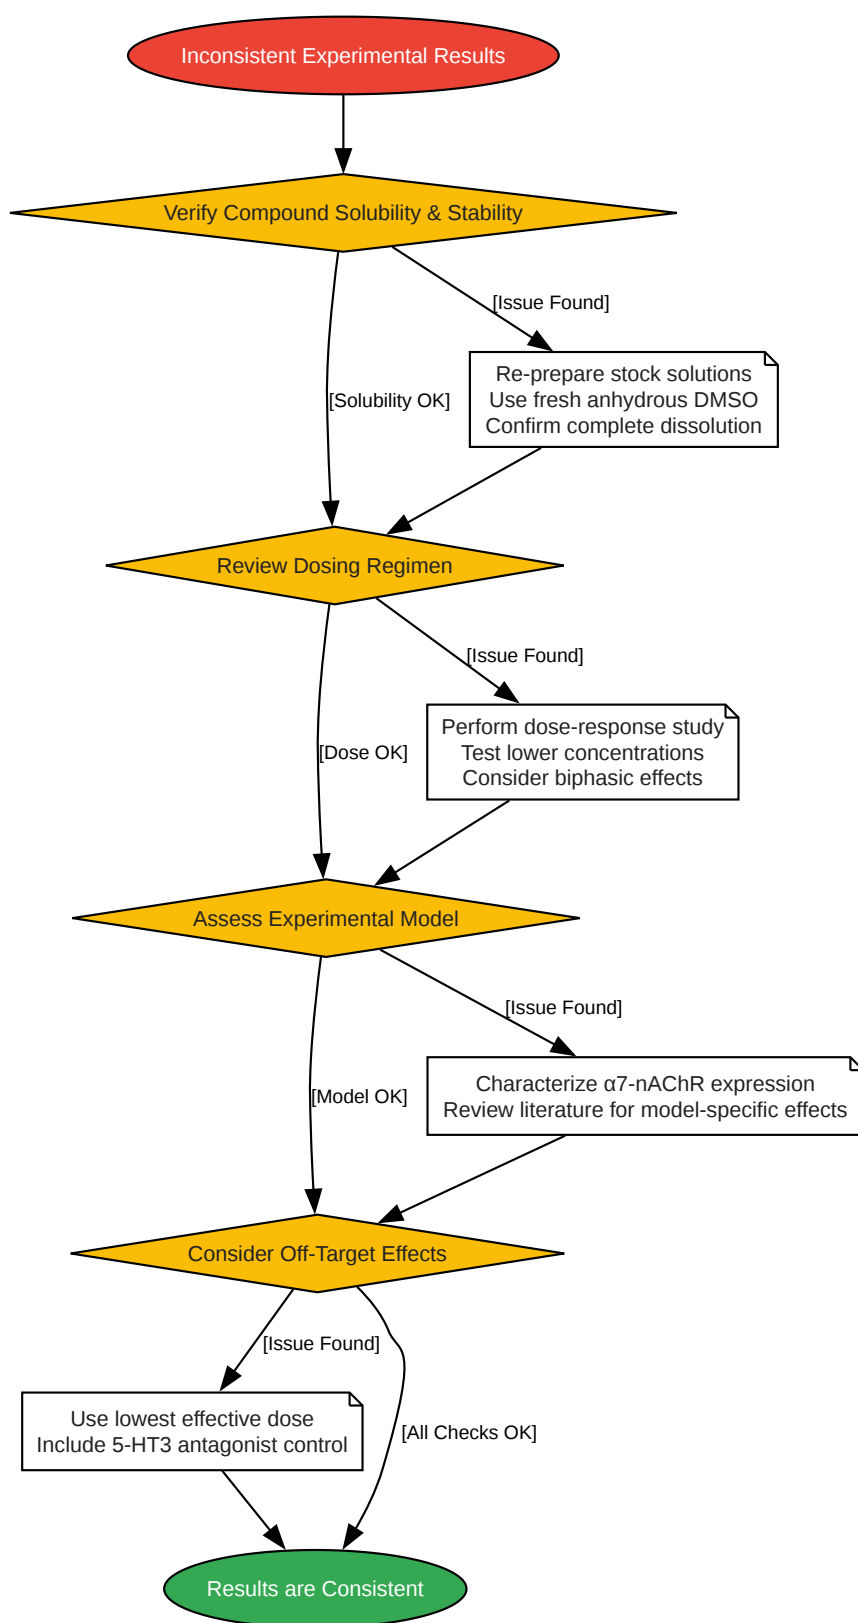 Inconsistent Experimental Results
Verify Compound Solubility & Stability
[Issue Found]
Re-prepare stock solutions
Use fresh anhydrous DMSO
Confirm complete dissolution
[Solubility OK]
Review Dosing Regimen
[Issue Found]
Perform dose-response study
Test lower concentrations
Consider biphasic effects
[Dose OK]
Assess Experimental Model
[Issue Found]
Characterize α7-nAChR expression
Review literature for model-specific effects
[Model OK]
Consider Off-Target Effects
[Issue Found]
Use lowest effective dose
Include 5-HT3 antagonist control
[All Checks OK]
Results are Consistent